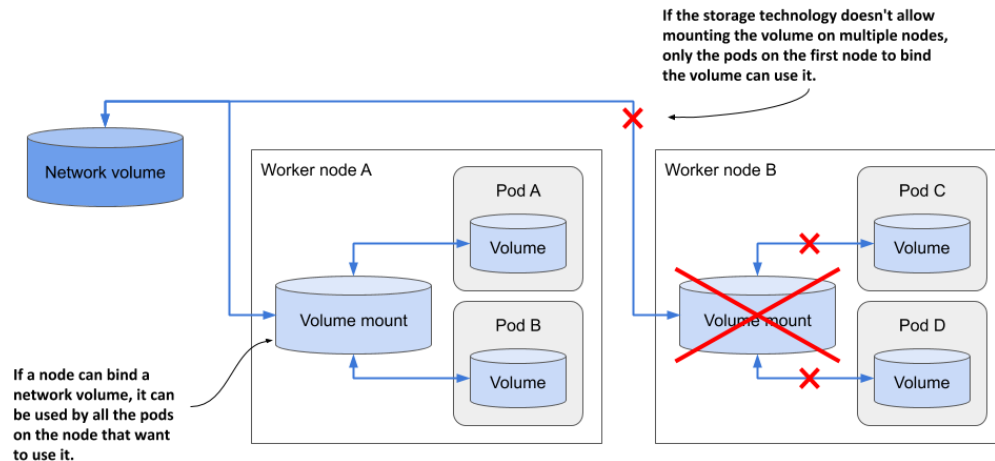 If the storage technology doesn't allow
mounting the volume on multiple nodes,
only the pods on the first node to bind
the volume can use it.
Network volume
Worker node A
Pod A
Volume
Volume mount
Pod B
Volume
Worker node B
Pod C
Volume
Volume mount
Pod D
Volume
If a node can bind a
network volume, it can
be used by all the pods
on the node that want
to use it.